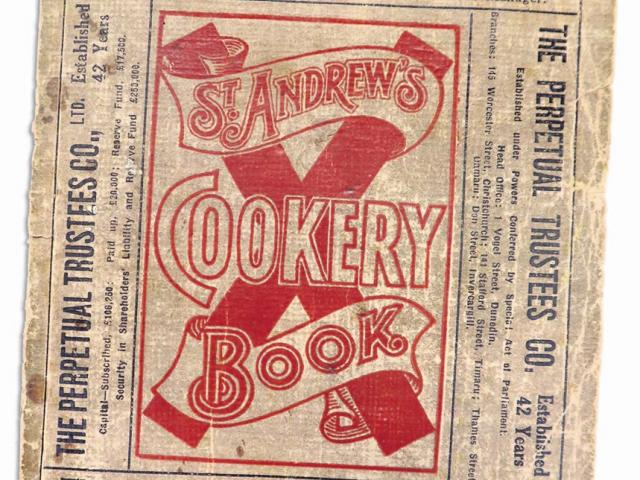 ST. ANDREW'S
COOKERY
BOOK
THE PERPETUAL TRUSTEES CO., LTD. Established
42 Years
Capital—Subscribed, £106,250. Paid up, £20,000; Reserve Fund, £17,500.
Security in Shareholders' Liability and Reserve Fund £253,000.
THE PERPETUAL TRUSTEES CO. Established
42 Years
Established under Powers Conferred by Special Act of Parliament.
Head Office: 1 Vogel Street, Dunedin.
Branches: 145 Worcester Street, Christchurch; 141 Stafford Street, Timaru; Thames Street
Oamaru; Don Street, Invercargill.